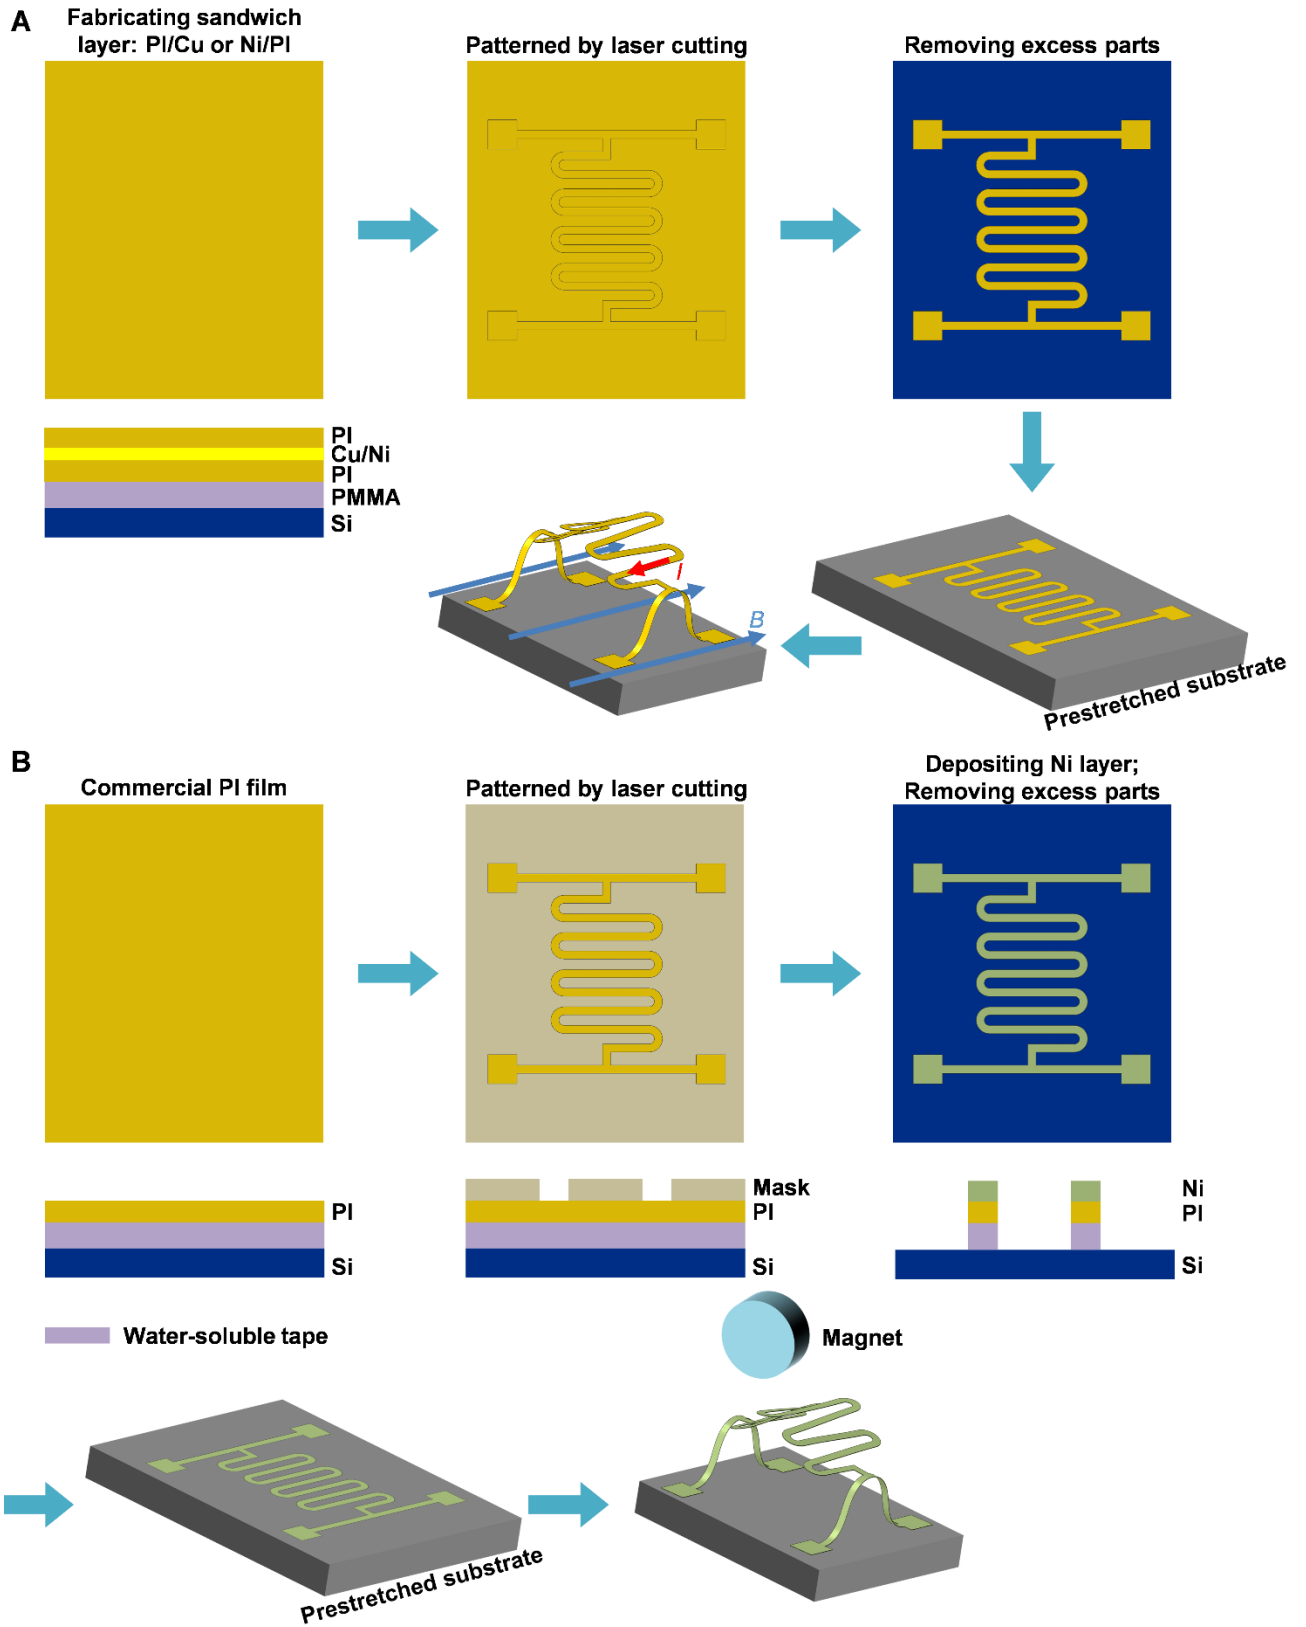 A
Fabricating sandwich
layer: PI/Cu or Ni/PI
Patterned by laser cutting
Removing excess parts
PI
Cu/Ni
PI
PMMA
Si
I
B
Prestretched substrate
B
Commercial PI film
Patterned by laser cutting
Depositing Ni layer;
Removing excess parts
PI
Si
Mask
PI
Si
Ni
PI
Si
Water-soluble tape
Magnet
Prestretched substrate